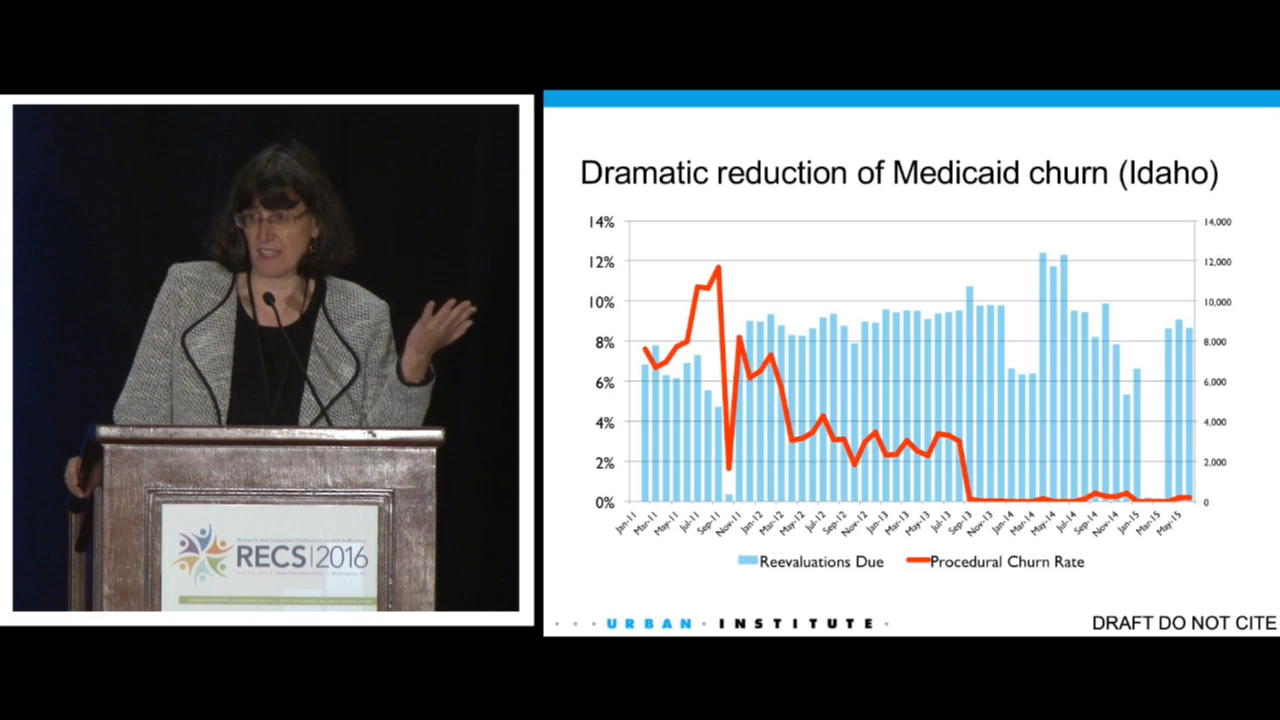 RECS|2016
Dramatic reduction of Medicaid churn (Idaho)
14%
12%
10%
8%
6%
4%
2%
0%
14,000
12,000
10,000
8,000
6,000
4,000
2,000
0
Jan-11 Mar-11 May-11 Jul-11 Sep-11 Nov-11 Jan-12 Mar-12 May-12 Jul-12 Sep-12 Nov-12 Jan-13 Mar-13 May-13 Jul-13 Sep-13 Nov-13 Jan-14 Mar-14 May-14 Jul-14 Sep-14 Nov-14 Jan-15 Mar-15 May-15
Reevaluations Due Procedural Churn Rate
URBAN · INSTITUTE
DRAFT DO NOT CITE